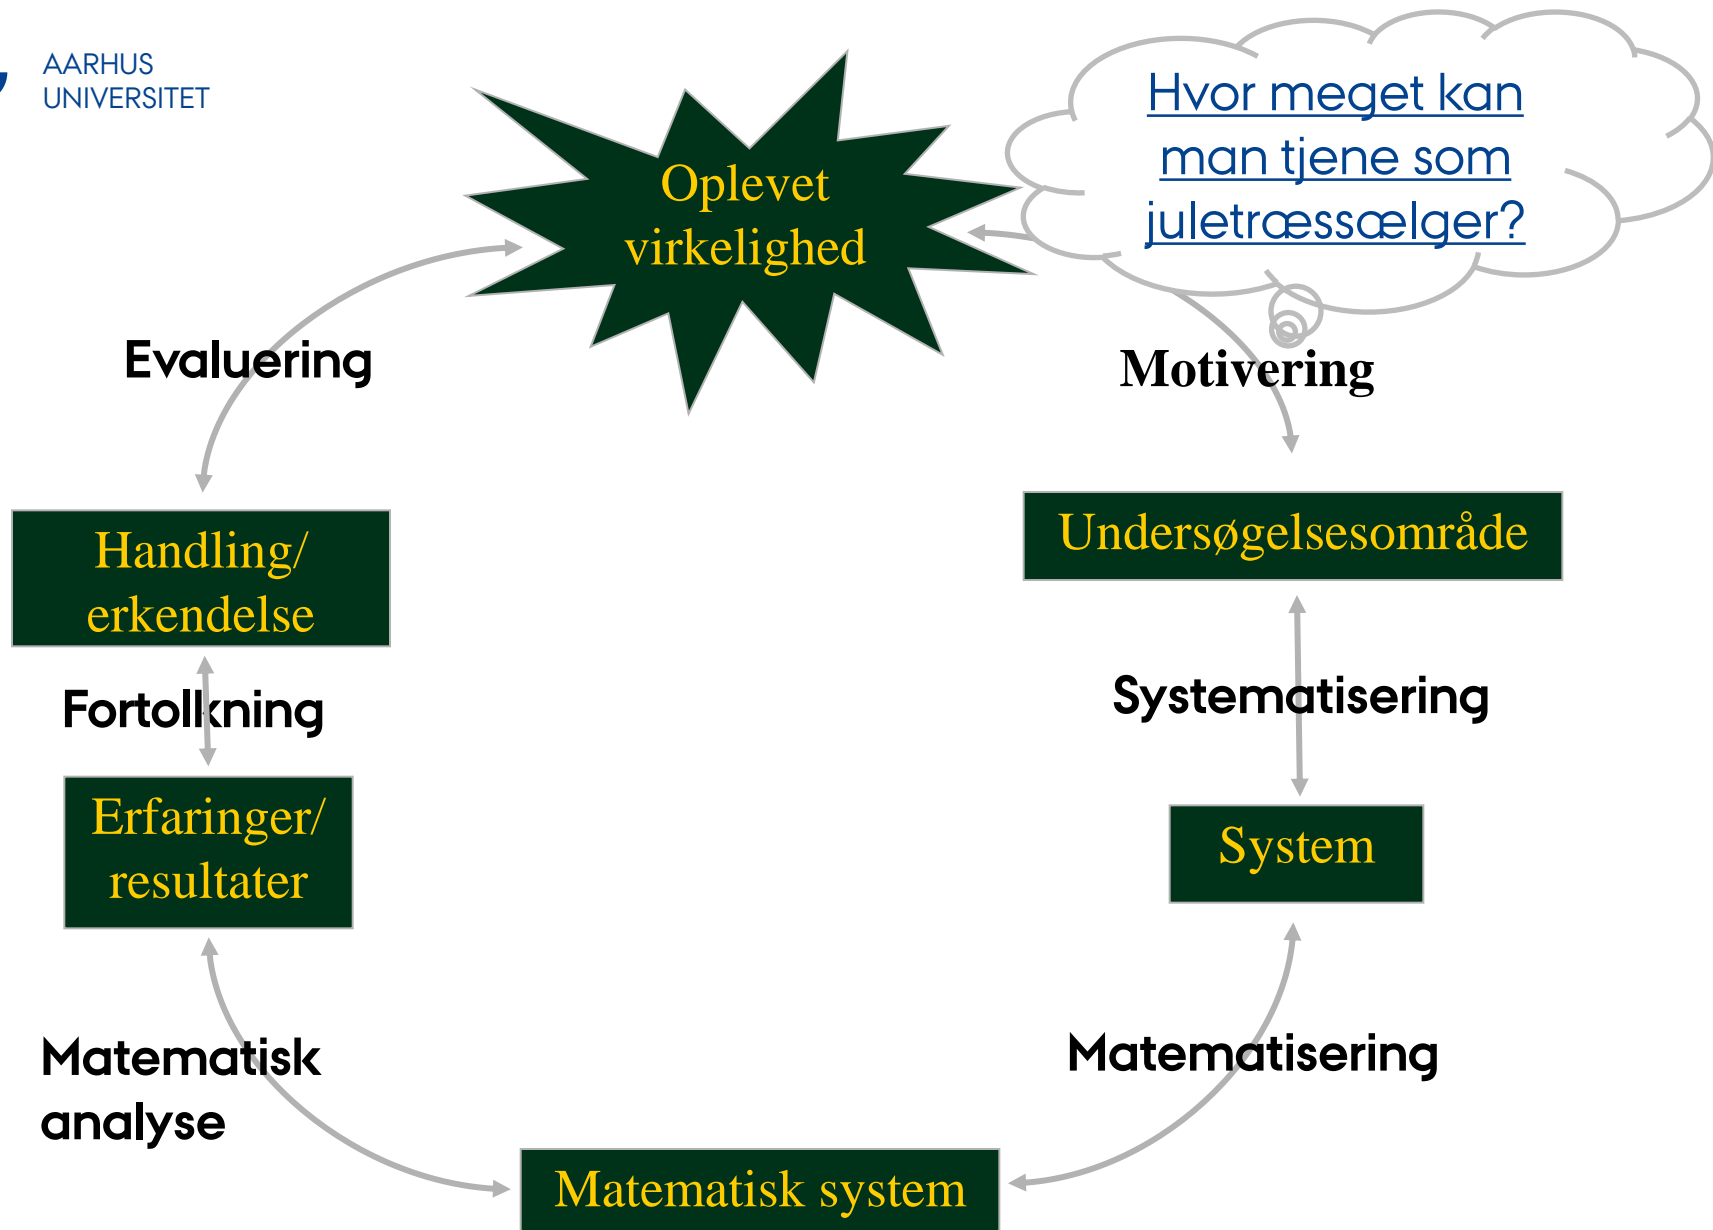 AARHUS
UNIVERSITET
Hvor meget kan
man tjene som
juletræssælger?
Oplevet
virkelighed
Evaluering
Motivering
Handling/
erkendelse
Undersøgelsesområde
Fortolkning
Systematisering
Erfaringer/
resultater
System
Matematisk
analyse
Matematisering
Matematisk system